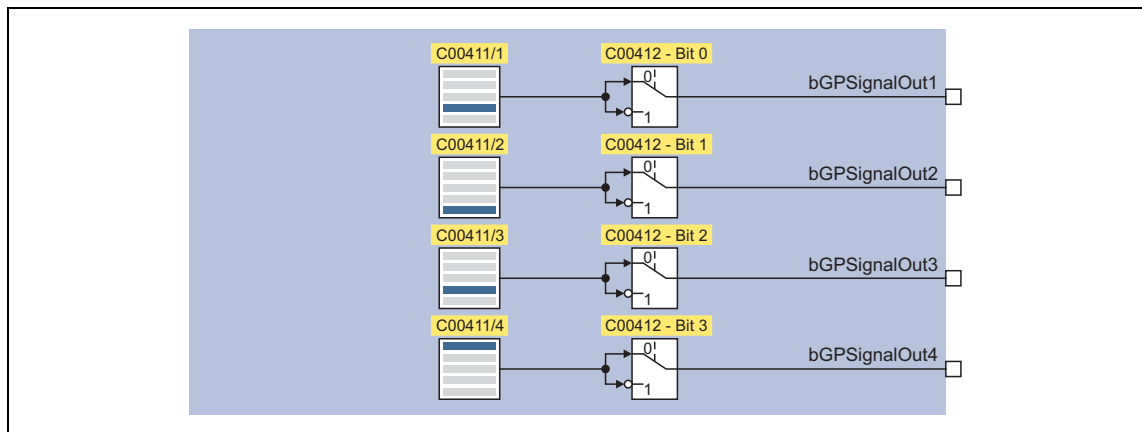 C00411/1 C00412 - Bit 0
0
1
bGPSignalOut1
C00411/2 C00412 - Bit 1
0
1
bGPSignalOut2
C00411/3 C00412 - Bit 2
0
1
bGPSignalOut3
C00411/4 C00412 - Bit 3
0
1
bGPSignalOut4